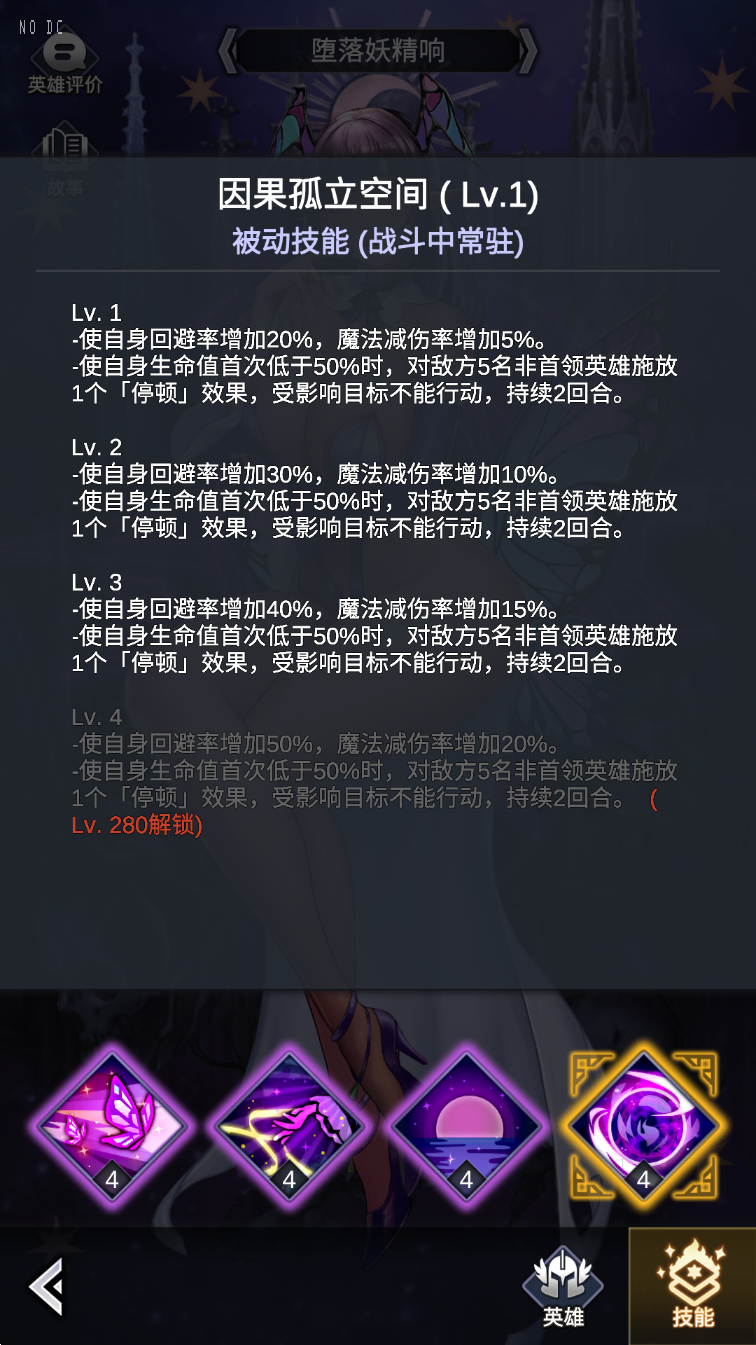 NO DC
堕落妖精响
英雄评价
故事
因果孤立空间 ( Lv.1)
被动技能 (战斗中常驻)
Lv. 1
-使自身回避率增加20%，魔法减伤率增加5%。
-使自身生命值首次低于50%时，对敌方5名非首领英雄施放
1个「停顿」效果，受影响目标不能行动，持续2回合。
Lv. 2
-使自身回避率增加30%，魔法减伤率增加10%。
-使自身生命值首次低于50%时，对敌方5名非首领英雄施放
1个「停顿」效果，受影响目标不能行动，持续2回合。
Lv. 3
-使自身回避率增加40%，魔法减伤率增加15%。
-使自身生命值首次低于50%时，对敌方5名非首领英雄施放
1个「停顿」效果，受影响目标不能行动，持续2回合。
Lv. 4
-使自身回避率增加50%，魔法减伤率增加20%。
-使自身生命值首次低于50%时，对敌方5名非首领英雄施放
1个「停顿」效果，受影响目标不能行动，持续2回合。 (
Lv. 280解锁)
4 4 4 4
英雄 技能